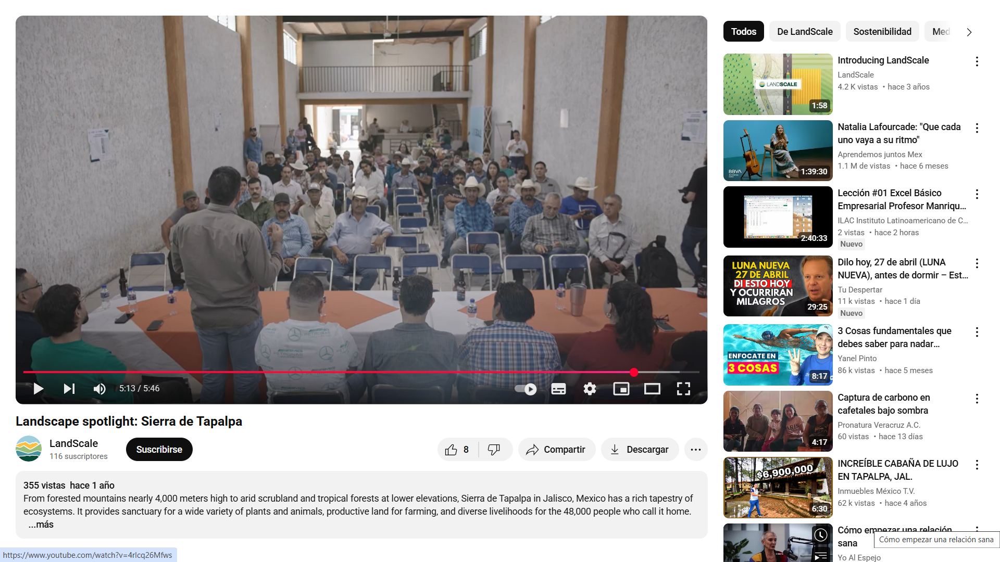 5:13 / 5:46
Landscape spotlight: Sierra de Tapalpa
LandScale
116 suscriptores
Suscribirse
8
Compartir
Descargar
355 vistas hace 1 año
From forested mountains nearly 4,000 meters high to arid scrubland and tropical forests at lower elevations, Sierra de Tapalpa in Jalisco, Mexico has a rich tapestry of
ecosystems. It provides sanctuary for a wide variety of plants and animals, productive land for farming, and diverse livelihoods for the 48,000 people who call it home.
...más
https://www.youtube.com/watch?v=4rlcq26Mfws
Todos
De LandScale
Sostenibilidad
Med
LANDSCALE
1:58
Introducing LandScale
LandScale
4.2 K vistas • hace 3 años
BBVA
1:39:30
Natalia Lafourcade: "Que cada
uno vaya a su ritmo"
Aprendemos juntos Mex
1.1 M de vistas • hace 6 meses
2:40:33
Lección #01 Excel Básico
Empresarial Profesor Manriqu...
ILAC Instituto Latinoamericano de C...
2 vistas • hace 2 horas
Nuevo
LUNA NUEVA
27 DE ABRIL
DI ESTO HOY
Y OCURRIRÁN
MILAGROS
29:25
Dilo hoy, 27 de abril (LUNA
NUEVA), antes de dormir – Est...
Tu Despertar
11 k vistas • hace 1 día
Nuevo
ENFOCATE EN
3 COSAS
8:17
3 Cosas fundamentales que
debes saber para nadar...
Yanel Pinto
86 k vistas • hace 5 meses
4:17
Captura de carbono en
cafetales bajo sombra
Pronatura Veracruz A.C.
60 vistas • hace 13 días
$6,900,000
6:30
INCREÍBLE CABAÑA DE LUJO
EN TAPALPA, JAL.
Inmuebles México T.V.
62 k vistas • hace 4 años
Cómo empezar una relación
sana
Cómo empezar una relación sana
Yo Al Espejo